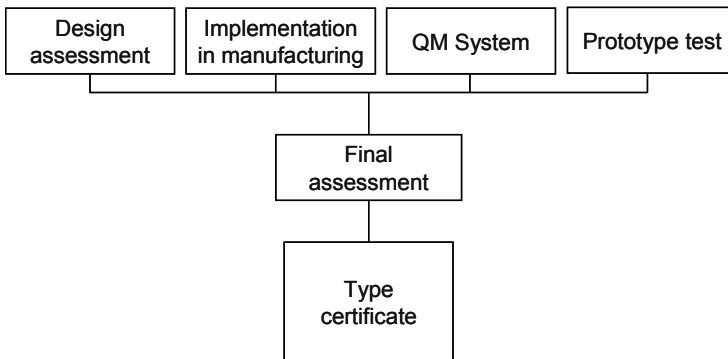 Design
assessment
Implementation
in manufacturing
QM System
Prototype test
Final
assessment
Type
certificate